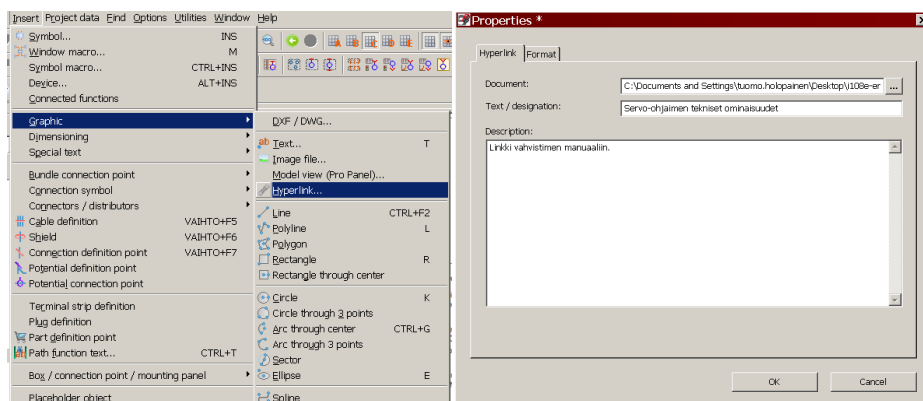 Insert Project data Find Options Utilities Window Help
Symbol... INS
Window macro... M
Symbol macro... CTRL+INS
Device... ALT+INS
Connected functions
Graphic
Dimensioning
Special text
Bundle connection point
Connection symbol
Connectors / distributors
Cable definition VAIHTO+F5
Shield VAIHTO+F6
Connection definition point VAIHTO+F7
Potential definition point
Potential connection point
Terminal strip definition
Plug definition
Part definition point
Path function text... CTRL+T
Box / connection point / mounting panel
Placeholder object
DXF / DWG...
Text... T
Image file...
Model view (Pro Panel)...
Hyperlink...
Line CTRL+F2
Polyline L
Polygon
Rectangle R
Rectangle through center
Circle K
Circle through 3 points
Arc through center CTRL+G
Arc through 3 points
Sector
Ellipse E
Spline
Properties *
Hyperlink Format
Document: C:\Documents and Settings\tuomo.holopainen\Desktop\i108e-er ...
Text / designation: Servo-ohjaimen tekniset ominaisuudet
Description:
Linkki vahvistimen manuaaliin.
OK Cancel